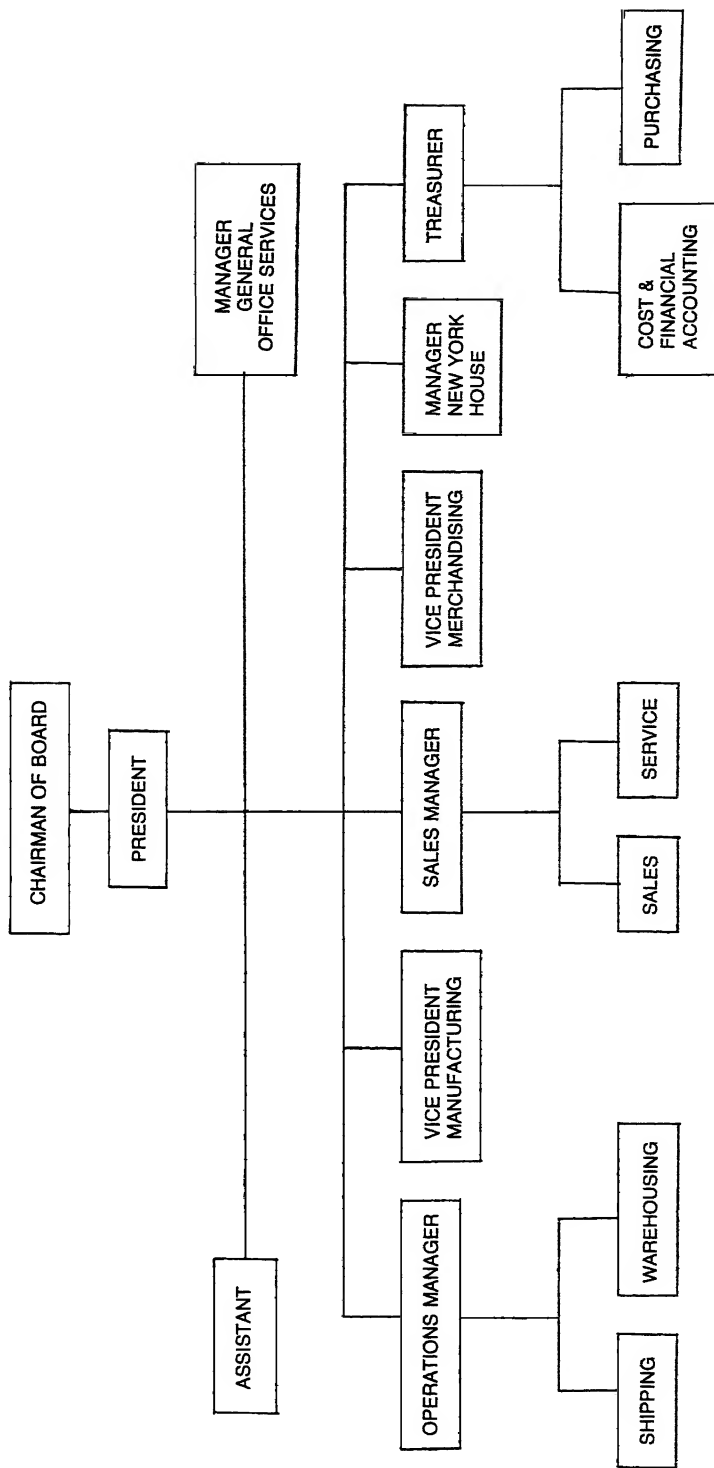 CHAIRMAN OF BOARD
PRESIDENT
ASSISTANT
MANAGER
GENERAL
OFFICE SERVICES
OPERATIONS MANAGER
VICE PRESIDENT
MANUFACTURING
SALES MANAGER
VICE PRESIDENT
MERCHANDISING
MANAGER
NEW YORK
HOUSE
TREASURER
SHIPPING
WAREHOUSING
SALES
SERVICE
COST &
FINANCIAL
ACCOUNTING
PURCHASING